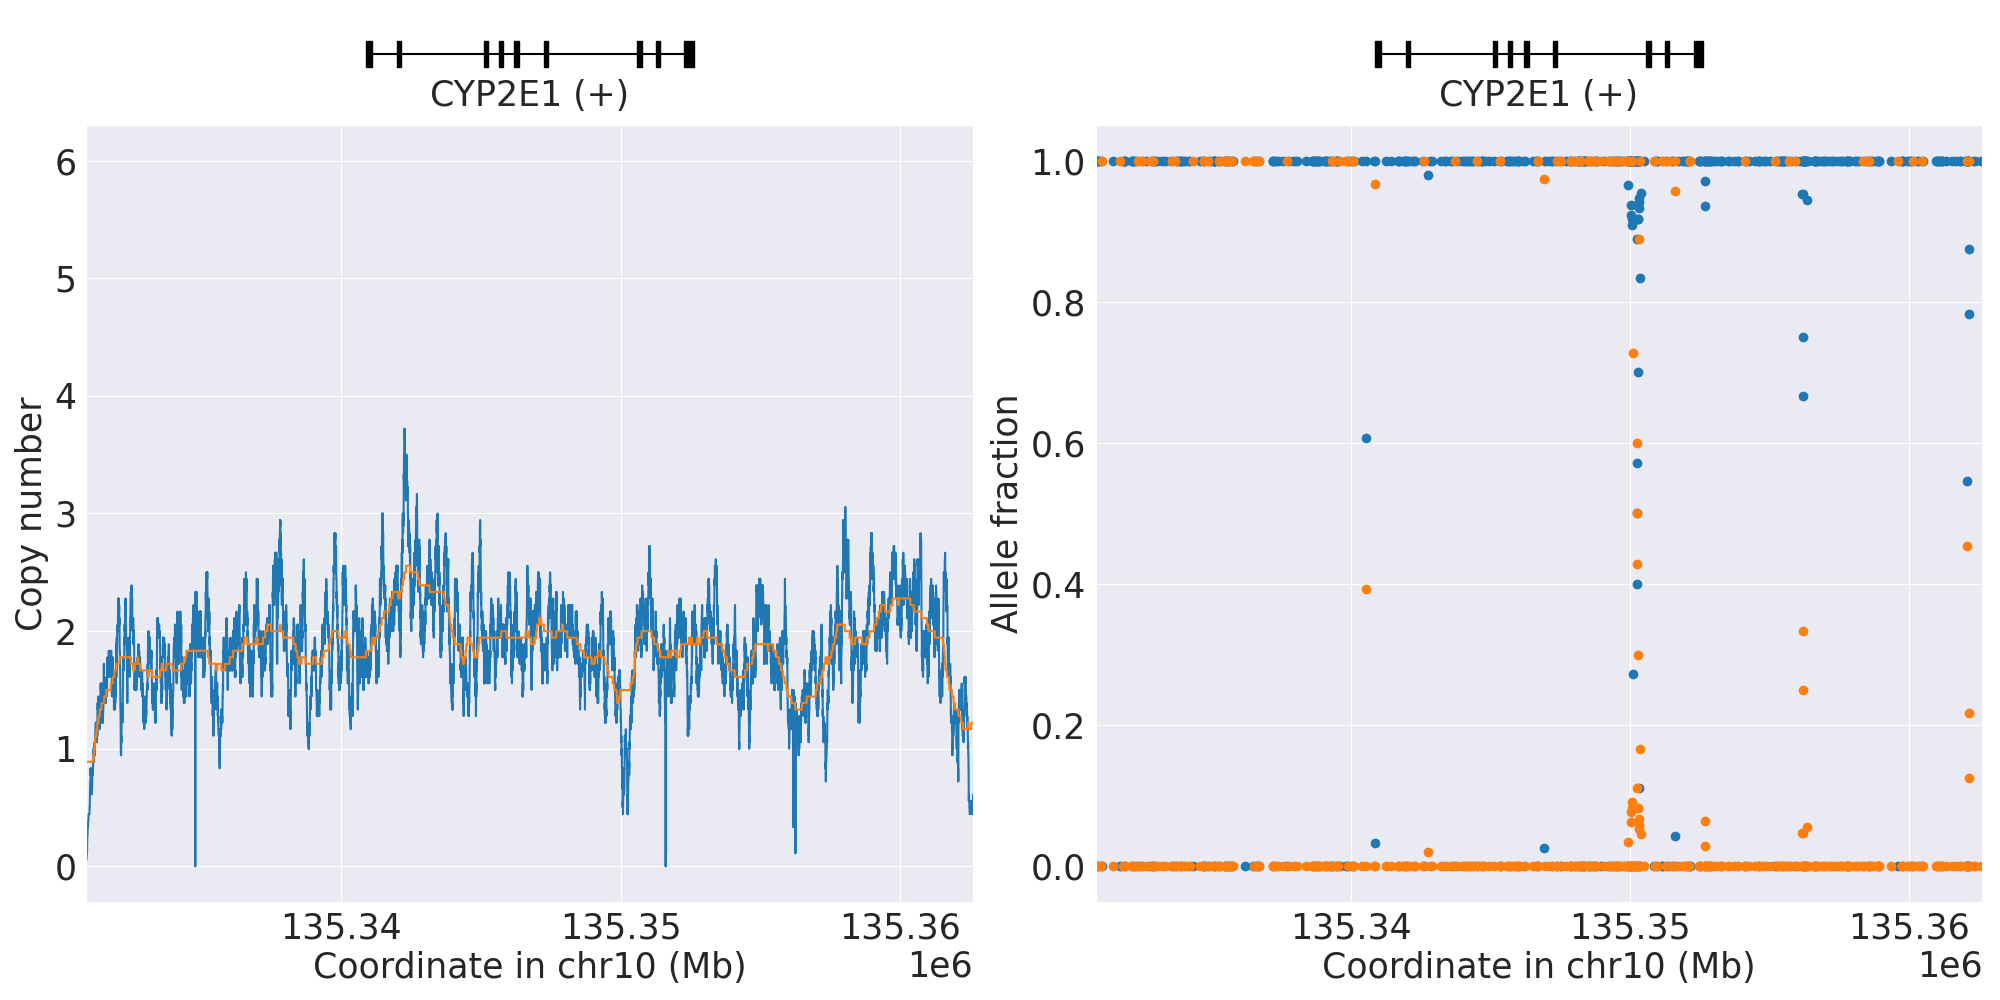 CYP2E1 (+)
6
5
4
3
2
1
0
Copy number
135.34 135.35 135.36
Coordinate in chr10 (Mb)
1e6
CYP2E1 (+)
1.0
0.8
0.6
0.4
0.2
0.0
Allele fraction
135.34 135.35 135.36
Coordinate in chr10 (Mb)
1e6